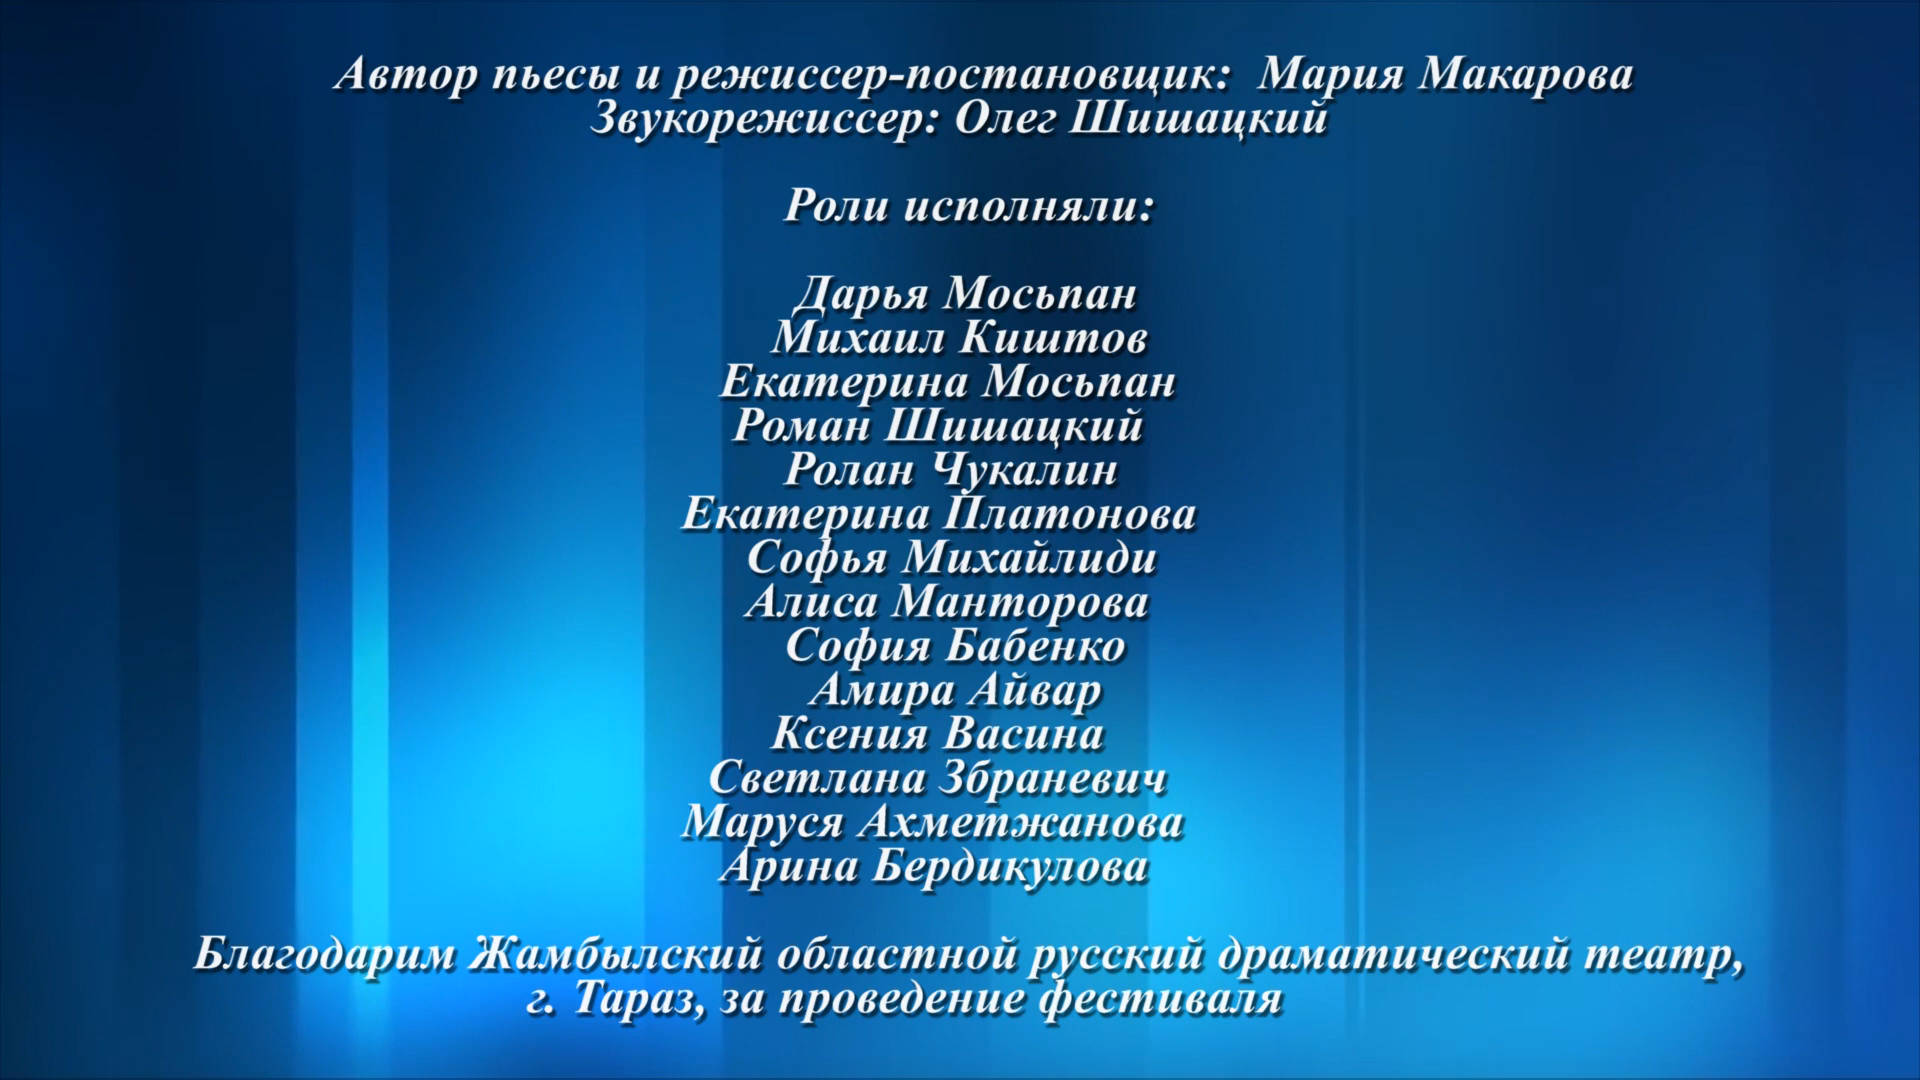 Автор пьесы и режиссер-постановщик: Мария Макарова
Звукорежиссер: Олег Шишацкий
Роли исполняли:
Дарья Мосьпан
Михаил Киштов
Екатерина Мосьпан
Роман Шишацкий
Ролан Чукалин
Екатерина Платонова
Софья Михайлиди
Алиса Манторова
София Бабенко
Амира Айвар
Ксения Васина
Светлана Збраневич
Маруся Ахметжанова
Арина Бердикулова
Благодарим Жамбылский областной русский драматический театр,
г. Тараз, за проведение фестиваля